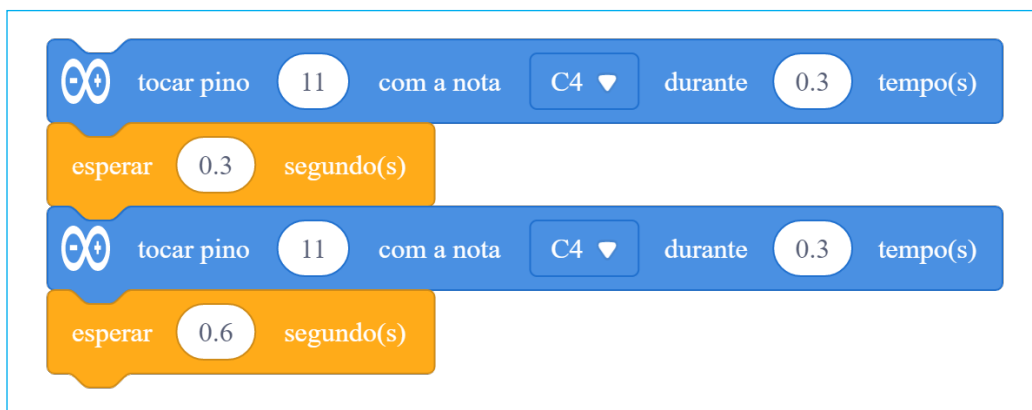 tocar pino 11 com a nota C4 durante 0.3 tempo(s)
esperar 0.3 segundo(s)
tocar pino 11 com a nota C4 durante 0.3 tempo(s)
esperar 0.6 segundo(s)